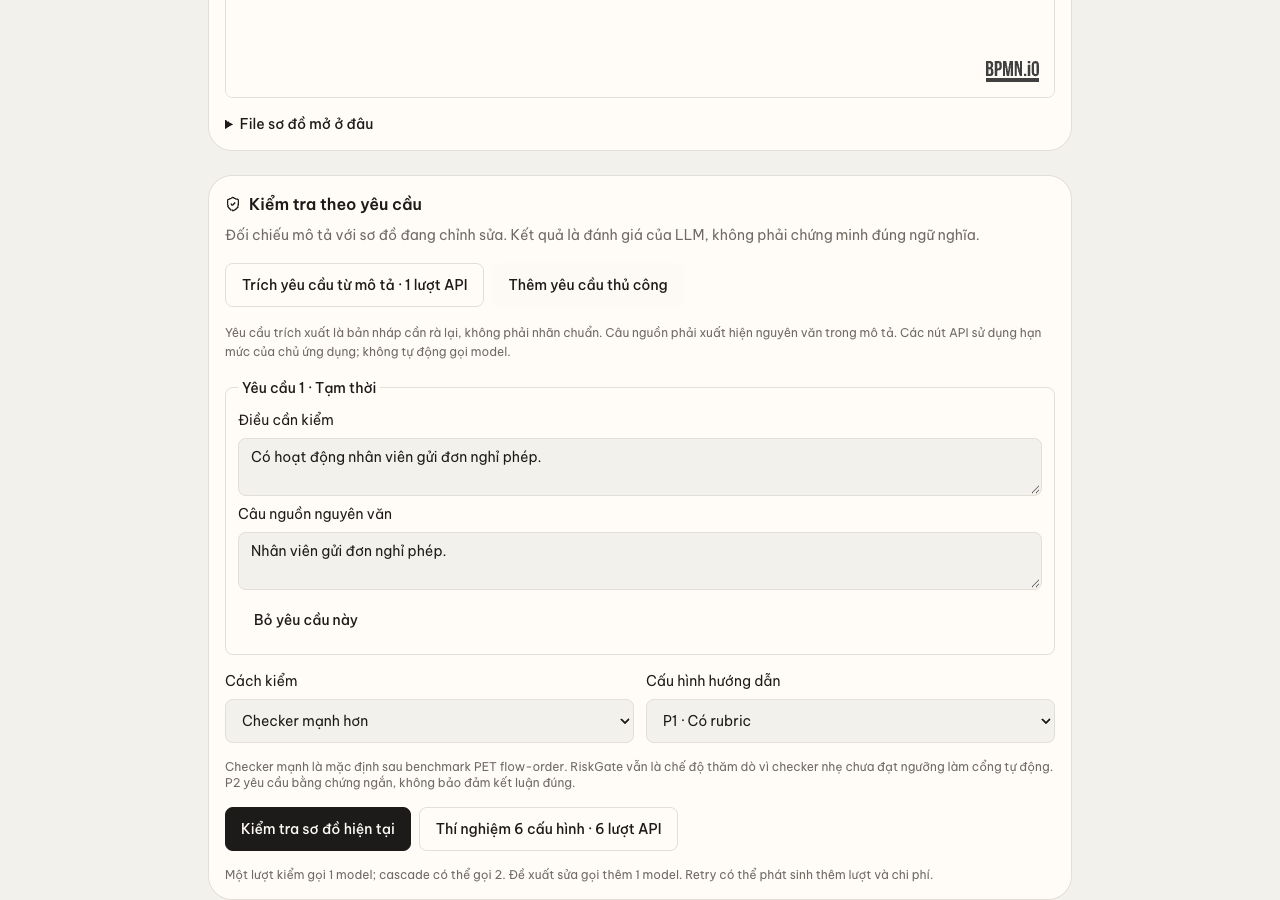 BPMN.iO
File sơ đồ mở ở đâu
Kiểm tra theo yêu cầu
Đối chiếu mô tả với sơ đồ đang chỉnh sửa. Kết quả là đánh giá của LLM, không phải chứng minh đúng ngữ nghĩa.
Trích yêu cầu từ mô tả · 1 lượt API
Thêm yêu cầu thủ công
Yêu cầu trích xuất là bản nháp cần rà lại, không phải nhãn chuẩn. Câu nguồn phải xuất hiện nguyên văn trong mô tả. Các nút API sử dụng hạn
mức của chủ ứng dụng; không tự động gọi model.
Yêu cầu 1 · Tạm thời
Điều cần kiểm
Có hoạt động nhân viên gửi đơn nghỉ phép.
Câu nguồn nguyên văn
Nhân viên gửi đơn nghỉ phép.
Bỏ yêu cầu này
Cách kiểm
Cấu hình hướng dẫn
Checker mạnh hơn
P1 · Có rubric
Checker mạnh là mặc định sau benchmark PET flow-order. RiskGate vẫn là chế độ thăm dò vì checker nhẹ chưa đạt ngưỡng làm cổng tự động.
P2 yêu cầu bằng chứng ngắn, không bảo đảm kết luận đúng.
Kiểm tra sơ đồ hiện tại
Thí nghiệm 6 cấu hình · 6 lượt API
Một lượt kiểm gọi 1 model; cascade có thể gọi 2. Đề xuất sửa gọi thêm 1 model. Retry có thể phát sinh thêm lượt và chi phí.